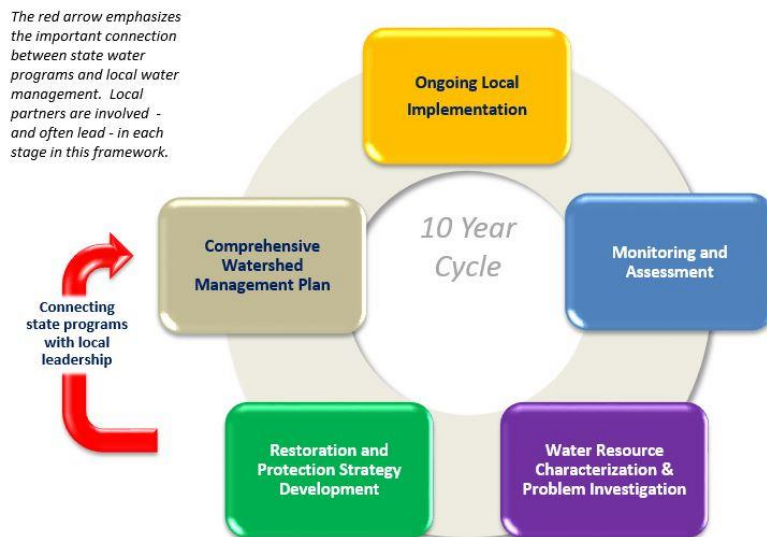 The red arrow emphasizes
the important connection
between state water
programs and local water
management. Local
partners are involved -
and often lead - in each
stage in this framework.
Ongoing Local
Implementation
10 Year
Cycle
Monitoring and
Assessment
Water Resource
Characterization &
Problem Investigation
Restoration and
Protection Strategy
Development
Connecting
state programs
with local
leadership
Comprehensive
Watershed
Management Plan